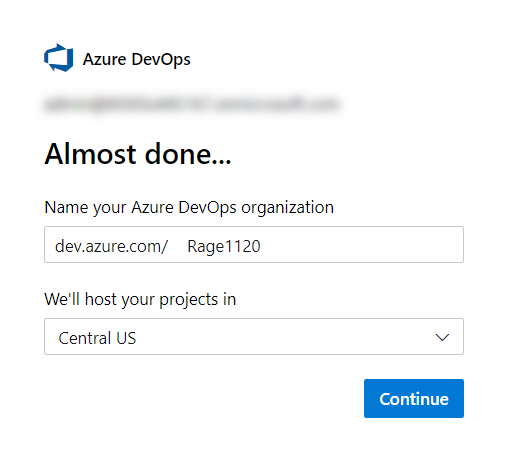 Azure DevOps
Almost done...
Name your Azure DevOps organization
dev.azure.com/ Rage1120
We'll host your projects in
Central US
Continue